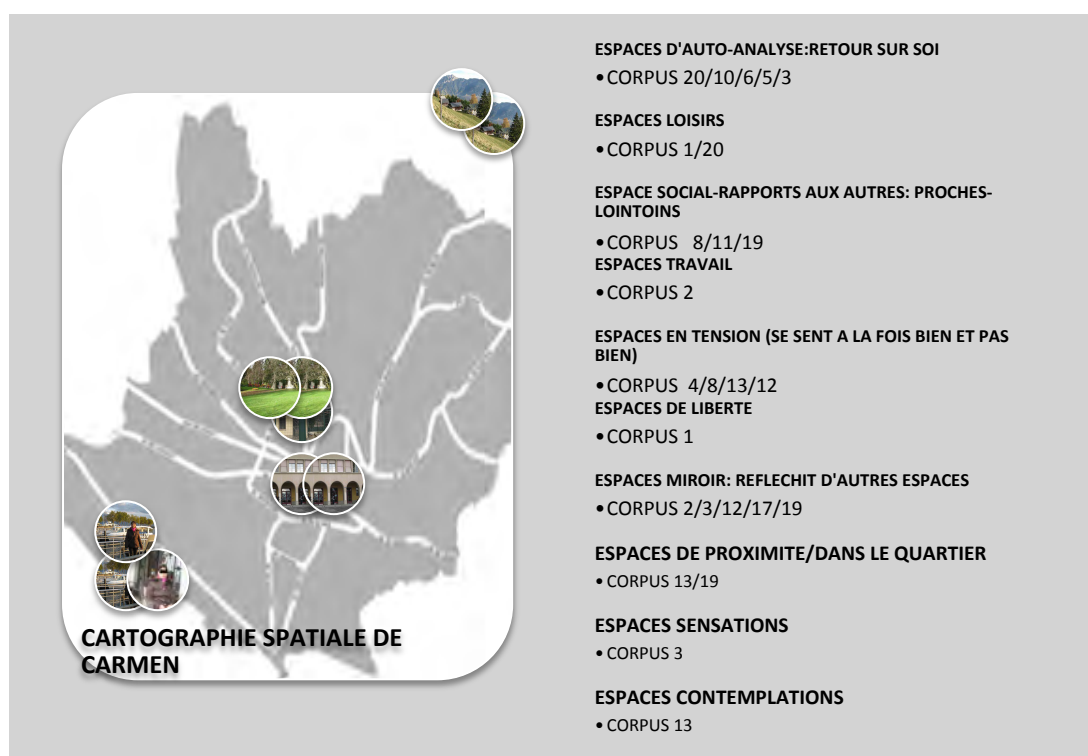 ESPACES D'AUTO-ANALYSE:RETOUR SUR SOI
•CORPUS 20/10/6/5/3
ESPACES LOISIRS
•CORPUS 1/20
ESPACE SOCIAL-RAPPORTS AUX AUTRES: PROCHES-
LOINTOINS
•CORPUS 8/11/19
ESPACES TRAVAIL
•CORPUS 2
ESPACES EN TENSION (SE SENT A LA FOIS BIEN ET PAS
BIEN)
•CORPUS 4/8/13/12
ESPACES DE LIBERTE
•CORPUS 1
ESPACES MIROIR: REFLECHIT D'AUTRES ESPACES
•CORPUS 2/3/12/17/19
ESPACES DE PROXIMITE/DANS LE QUARTIER
• CORPUS 13/19
ESPACES SENSATIONS
• CORPUS 3
ESPACES CONTEMPLATIONS
• CORPUS 13
CARTOGRAPHIE SPATIALE DE
CARMEN